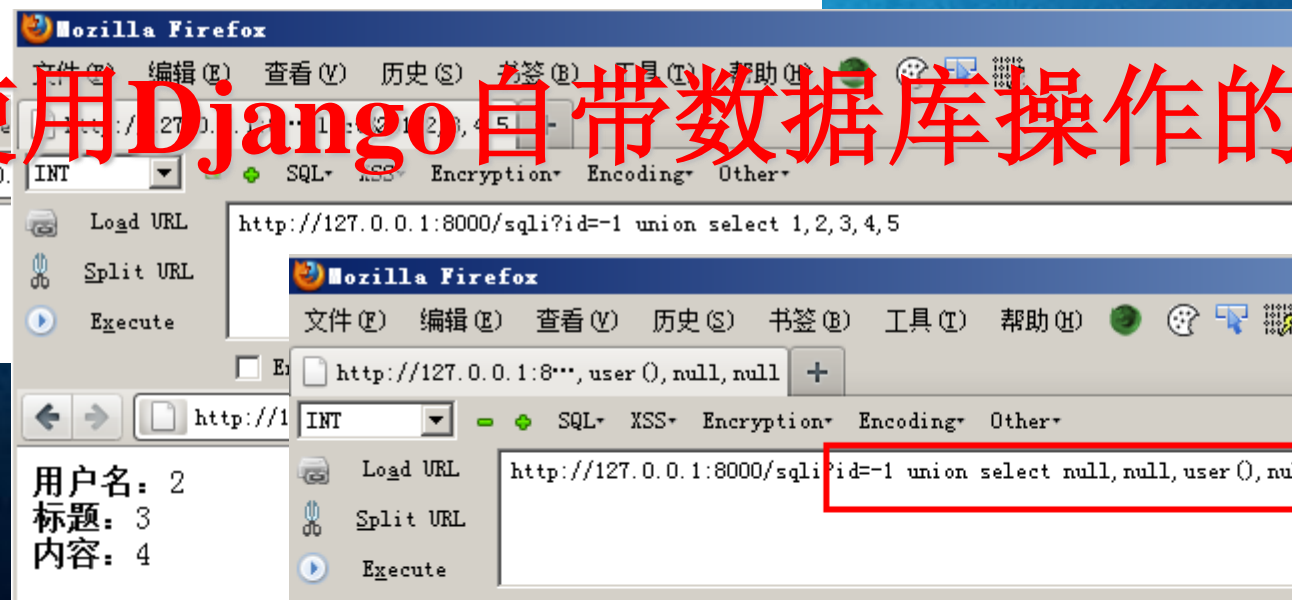 使用Django自带数据库操作的
Mozilla Firefox
文件(F) 编辑(E) 查看(V) 历史(S) 书签(B) 工具(T) 帮助(H)
INT SQL XSS Encryption Encoding Other
Load URL http://127.0.0.1:8000/sqli?id=-1 union select 1,2,3,4,5
Split URL
Execute
http://1
用户名：2
标题：3
内容：4
Mozilla Firefox
文件(F) 编辑(E) 查看(V) 历史(S) 书签(B) 工具(T) 帮助(H)
http://127.0.0.1:8…,user(),null,null
INT SQL XSS Encryption Encoding Other
Load URL http://127.0.0.1:8000/sqli?id=-1 union select null,null,user(),nu
Split URL
Execute